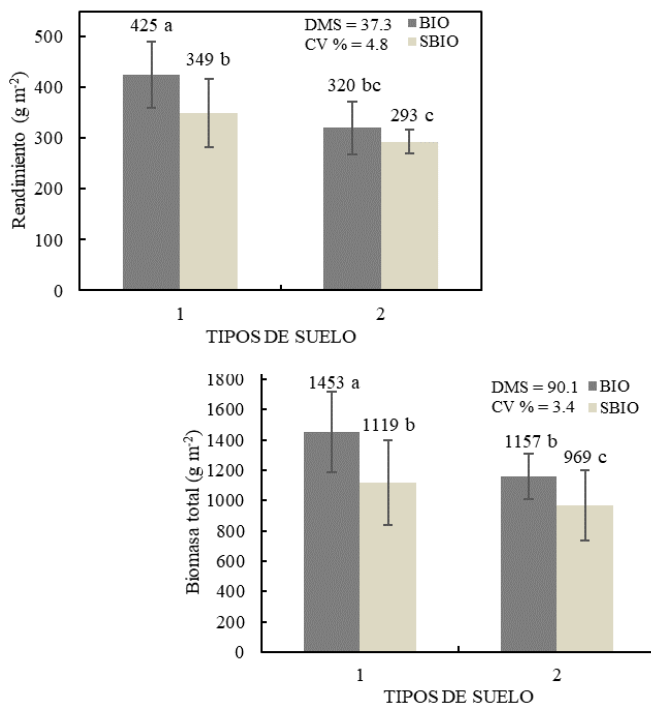 500
400
300
200
100
0
Rendimiento (g m⁻²)
425 a
349 b
320 bc
293 c
DMS = 37.3
CV % = 4.8
BIO
SBIO
1
2
TIPOS DE SUELO
1800
1600
1400
1200
1000
800
600
400
200
0
Biomasa total (g m⁻²)
1453 a
1119 b
1157 b
969 c
DMS = 90.1
CV % = 3.4
BIO
SBIO
1
2
TIPOS DE SUELO